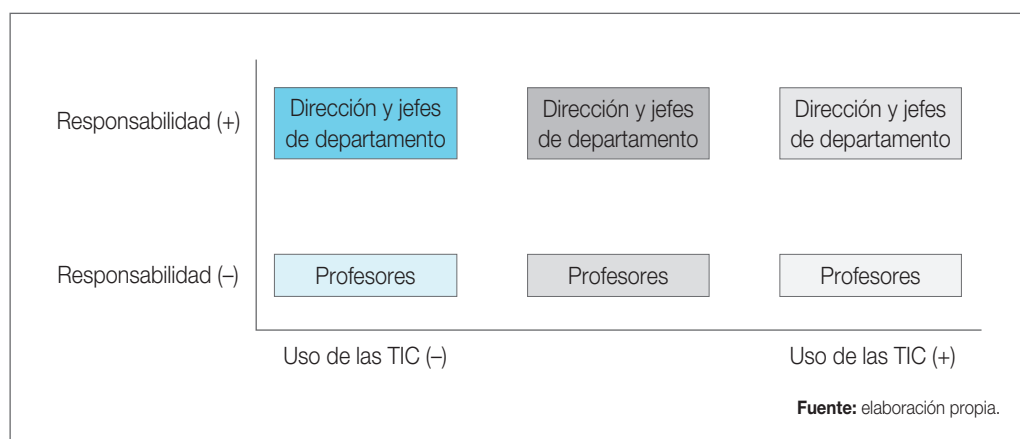 Responsabilidad (+)
Dirección y jefes
de departamento
Dirección y jefes
de departamento
Dirección y jefes
de departamento
Responsabilidad (–)
Profesores
Profesores
Profesores
Uso de las TIC (–)
Uso de las TIC (+)
Fuente: elaboración propia.